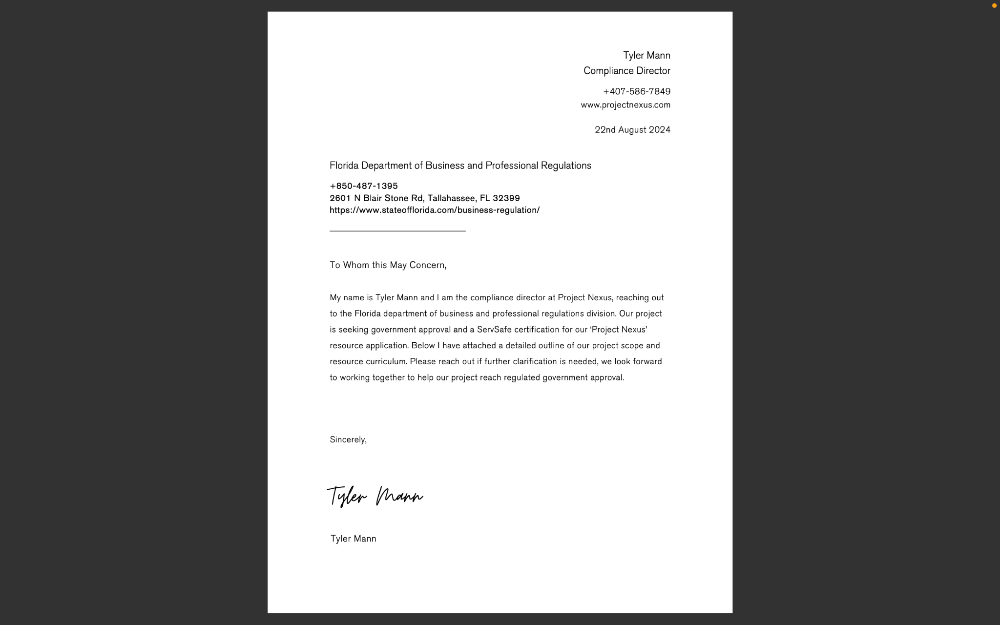 Tyler Mann
Compliance Director
+407-586-7849
www.projectnexus.com
22nd August 2024
Florida Department of Business and Professional Regulations
+850-487-1395
2601 N Blair Stone Rd, Tallahassee, FL 32399
https://www.stateofflorida.com/business-regulation/
To Whom this May Concern,
My name is Tyler Mann and I am the compliance director at Project Nexus, reaching out
to the Florida department of business and professional regulations division. Our project
is seeking government approval and a ServSafe certification for our ‘Project Nexus’
resource application. Below I have attached a detailed outline of our project scope and
resource curriculum. Please reach out if further clarification is needed, we look forward
to working together to help our project reach regulated government approval.
Sincerely,
Tyler Mann
Tyler Mann